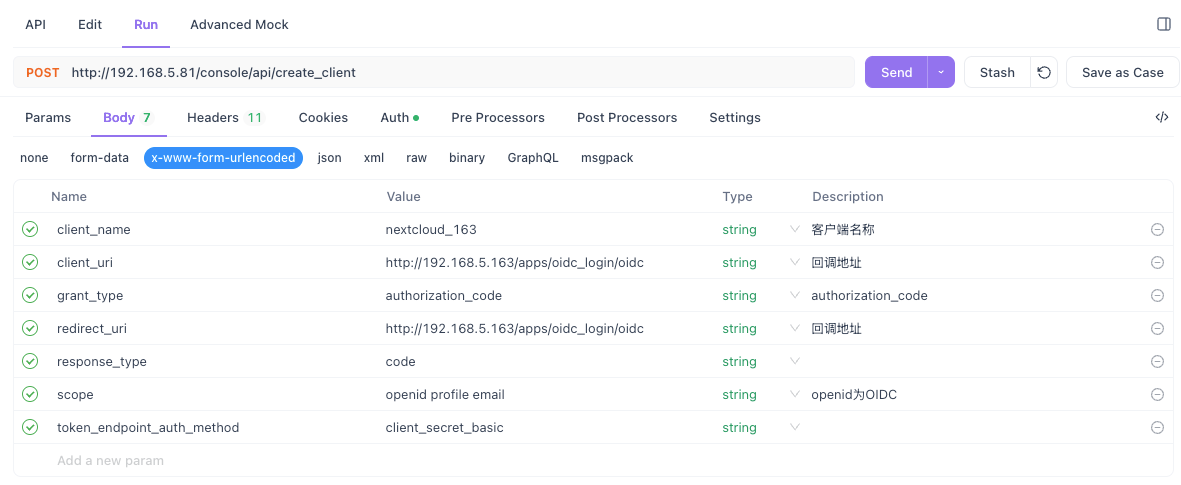 API Edit Run Advanced Mock
POST http://192.168.5.81/console/api/create_client Send Stash Save as Case
Params Body 7 Headers 11 Cookies Auth Pre Processors Post Processors Settings
none form-data x-www-form-urlencoded json xml raw binary GraphQL msgpack
Name Value Type Description
client_name nextcloud_163 string 客户端名称
client_uri http://192.168.5.163/apps/oidc_login/oidc string 回调地址
grant_type authorization_code string authorization_code
redirect_uri http://192.168.5.163/apps/oidc_login/oidc string 回调地址
response_type code string
scope openid profile email string openid为OIDC
token_endpoint_auth_method client_secret_basic string
Add a new param